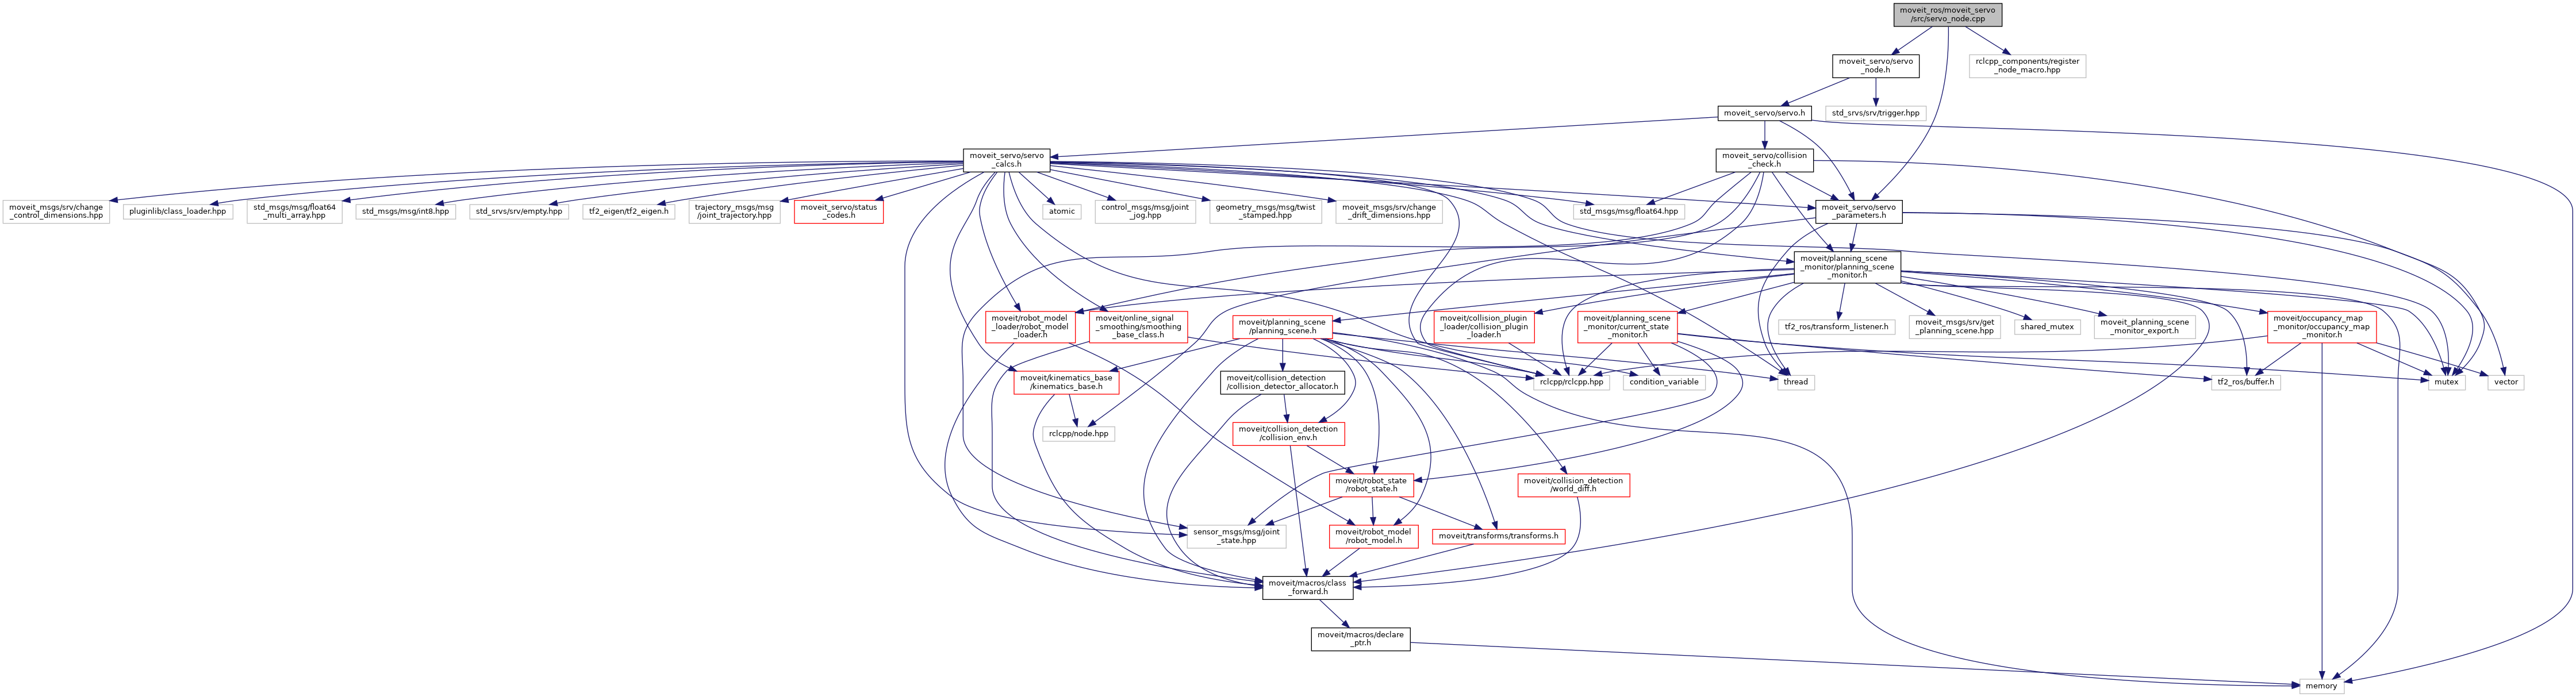 moveit_ros/moveit_servo
/src/servo_node.cpp
moveit_servo/servo
_node.h
rclcpp_components/register
_node_macro.hpp
moveit_servo/servo.h
std_srvs/srv/trigger.hpp
moveit_servo/servo
_calcs.h
moveit_servo/collision
_check.h
moveit_msgs/srv/change
_control_dimensions.hpp
pluginlib/class_loader.hpp
std_msgs/msg/float64
_multi_array.hpp
std_msgs/msg/int8.hpp
std_srvs/srv/empty.hpp
tf2_eigen/tf2_eigen.h
trajectory_msgs/msg
/joint_trajectory.hpp
moveit_servo/status
_codes.h
atomic
control_msgs/msg/joint
_jog.hpp
geometry_msgs/msg/twist
_stamped.hpp
moveit_msgs/srv/change
_drift_dimensions.hpp
std_msgs/msg/float64.hpp
moveit_servo/servo
_parameters.h
moveit/planning_scene
_monitor/planning_scene
_monitor.h
moveit/robot_model
_loader/robot_model
_loader.h
moveit/online_signal
_smoothing/smoothing
_base_class.h
moveit/planning_scene
/planning_scene.h
moveit/collision_plugin
_loader/collision_plugin
_loader.h
moveit/planning_scene
_monitor/current_state
_monitor.h
tf2_ros/transform_listener.h
moveit_msgs/srv/get
_planning_scene.hpp
shared_mutex
moveit_planning_scene
_monitor_export.h
moveit/occupancy_map
_monitor/occupancy_map
_monitor.h
moveit/kinematics_base
/kinematics_base.h
moveit/collision_detection
/collision_detector_allocator.h
rclcpp/rclcpp.hpp
condition_variable
thread
tf2_ros/buffer.h
mutex
vector
rclcpp/node.hpp
moveit/collision_detection
/collision_env.h
moveit/robot_state
/robot_state.h
moveit/collision_detection
/world_diff.h
sensor_msgs/msg/joint
_state.hpp
moveit/robot_model
/robot_model.h
moveit/transforms/transforms.h
moveit/macros/class
_forward.h
moveit/macros/declare
_ptr.h
memory